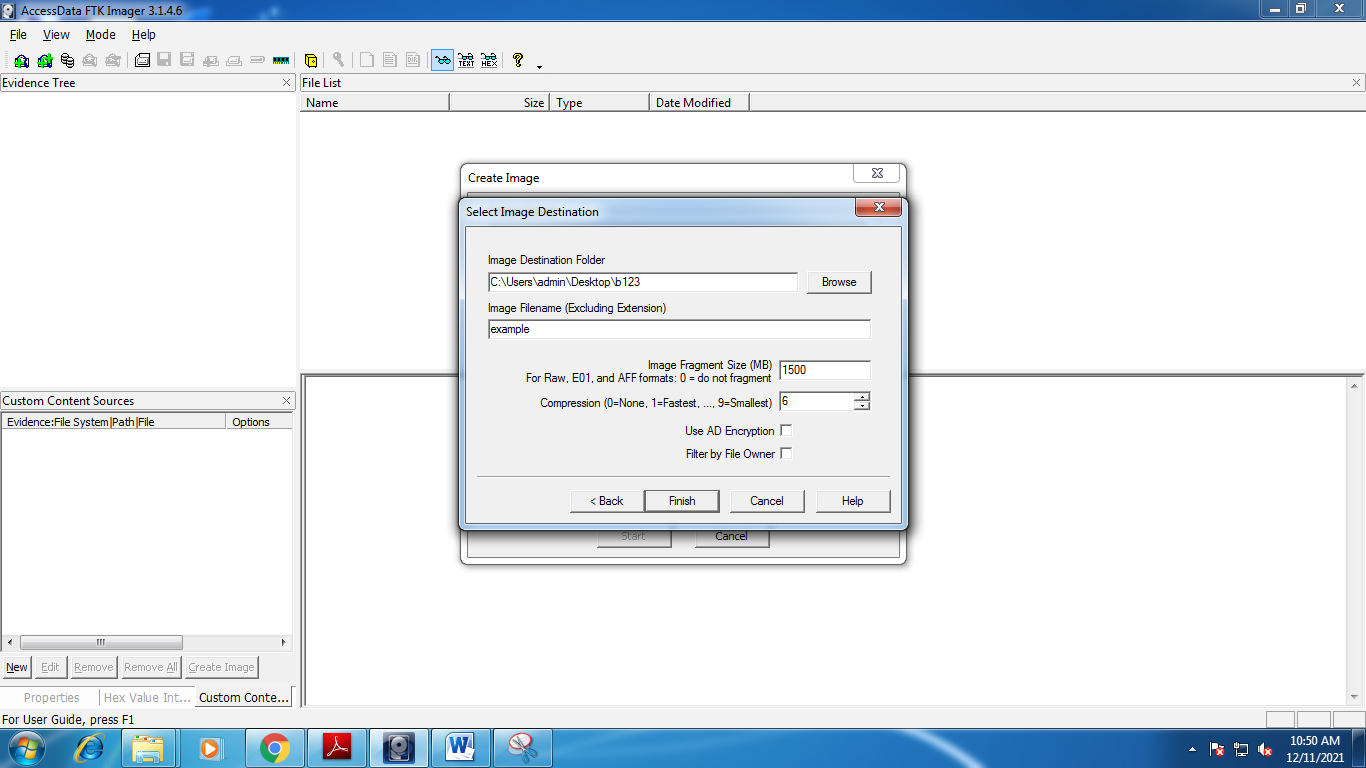 AccessData FTK Imager 3.1.4.6
File View Mode Help
TEXT HEX ?
Evidence Tree
File List
Name Size Type Date Modified
Create Image
Select Image Destination
Image Destination Folder
C:\Users\admin\Desktop\b123 Browse
Image Filename (Excluding Extension)
example
Image Fragment Size (MB) 1500
For Raw, E01, and AFF formats: 0 = do not fragment
Compression (0=None, 1=Fastest, ..., 9=Smallest) 6
Use AD Encryption
Filter by File Owner
< Back Finish Cancel Help
Start Cancel
Custom Content Sources
Evidence:File System|Path|File Options
New Edit Remove Remove All Create Image
Properties Hex Value Int... Custom Conte...
For User Guide, press F1
10:50 AM
12/11/2021